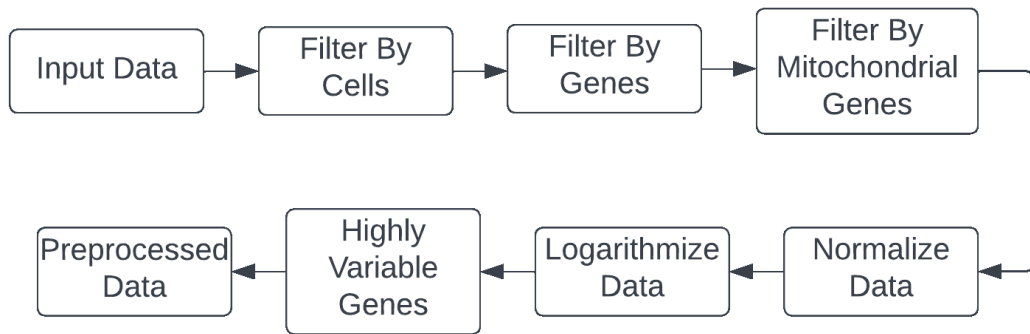 Input Data
Filter By
Cells
Filter By
Genes
Filter By
Mitochondrial
Genes
Preprocessed
Data
Highly
Variable
Genes
Logarithmize
Data
Normalize
Data